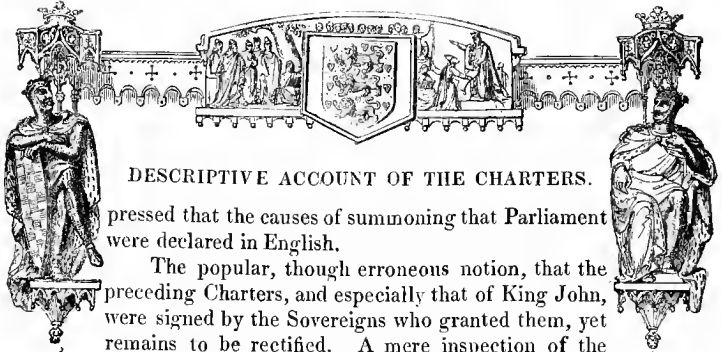 DESCRIPTIVE ACCOUNT OF THE CHARTERS.
pressed that the causes of summoning that Parliament
were declared in English.
The popular, though erroneous notion, that the
preceding Charters, and especially that of King John,
were signed by the Sovereigns who granted them, yet
remains to be rectified. A mere inspection of the